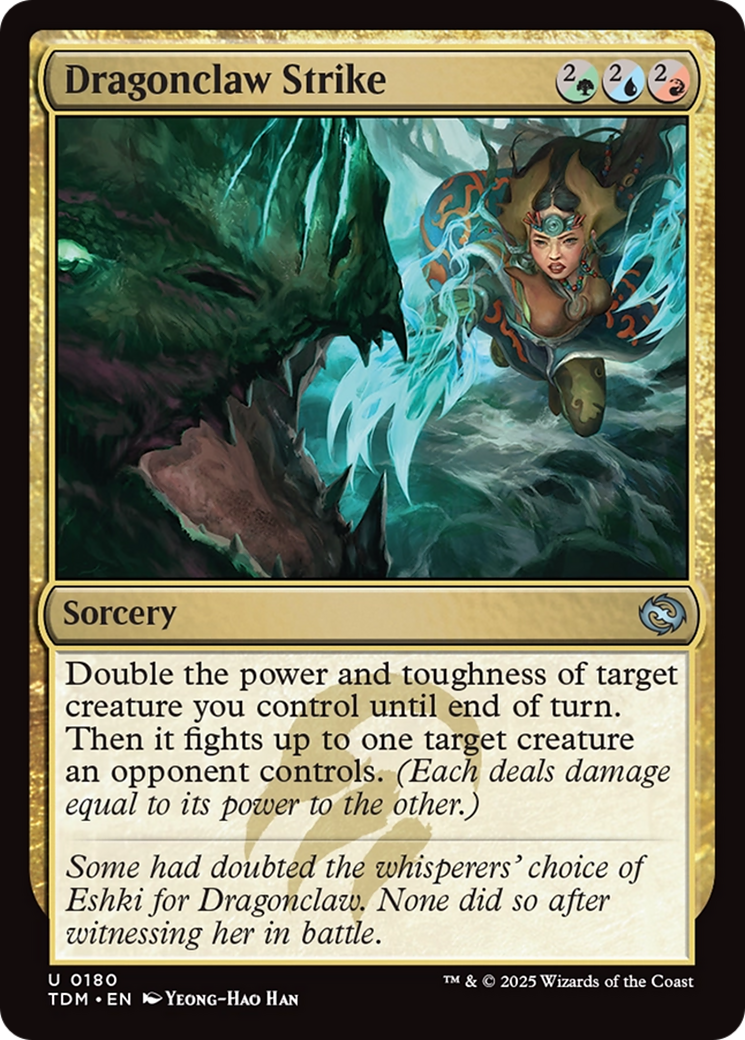 Dragonclaw Strike 2 2 2
Sorcery
Double the power and toughness of target
creature you control until end of turn.
Then it fights up to one target creature
an opponent controls. (Each deals damage
equal to its power to the other.)
Some had doubted the whisperers' choice of
Eshki for Dragonclaw. None did so after
witnessing her in battle.
U 0180
TDM • EN Yeong-Hao Han
™ & © 2025 Wizards of the Coast